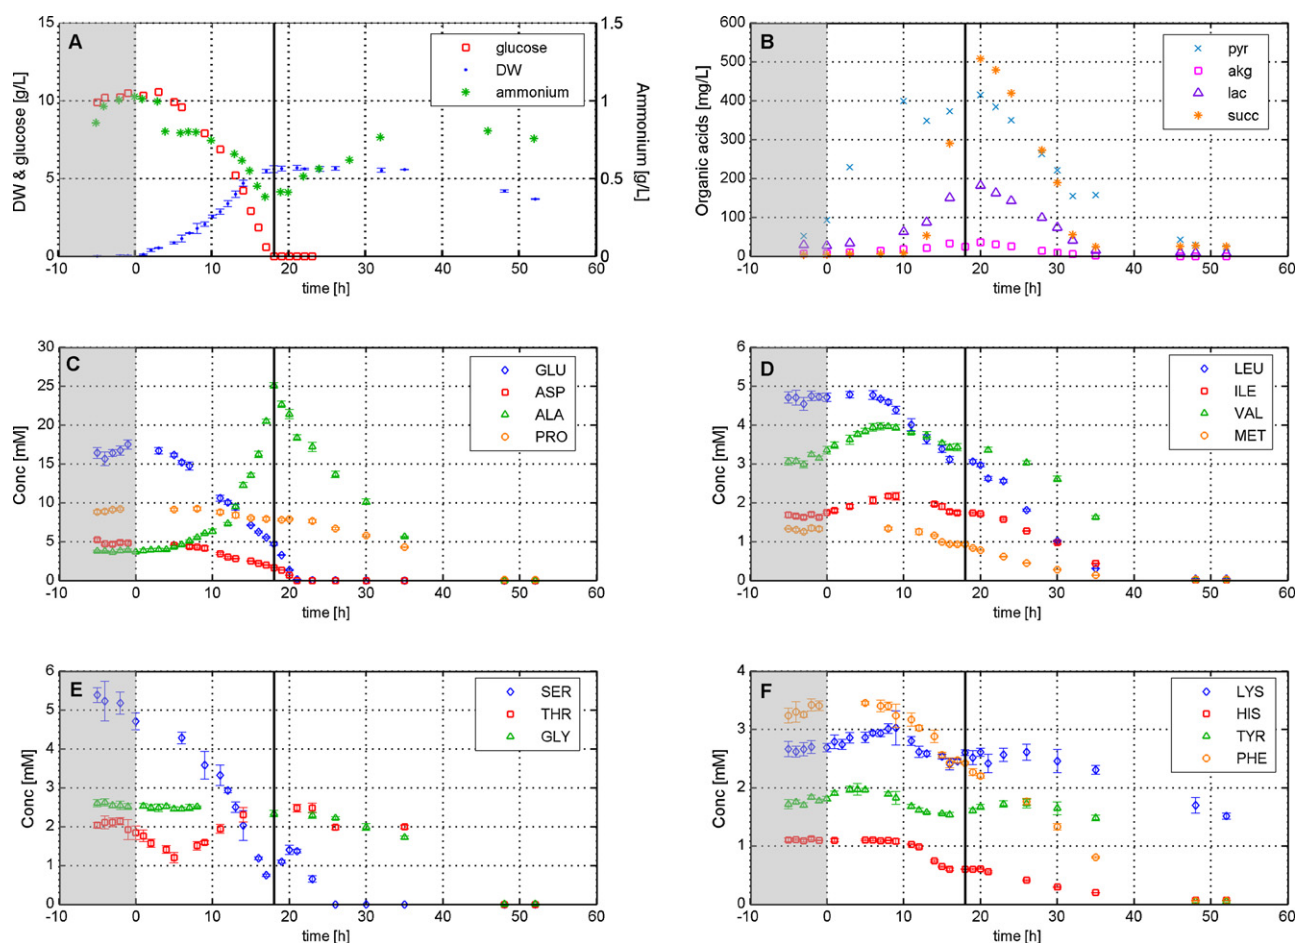 A
glucose
DW
ammonium
DW & glucose [g/L]
15
10
5
0
Ammonium [g/L]
1.5
1
0.5
0
-10 0 10 20 30 40 50 60
time [h]
B
pyr
akg
lac
succ
Organic acids [mg/L]
600
500
400
300
200
100
0
-10 0 10 20 30 40 50 60
time [h]
C
GLU
ASP
ALA
PRO
Conc [mM]
30
25
20
15
10
5
0
-10 0 10 20 30 40 50 60
time [h]
D
LEU
ILE
VAL
MET
Conc [mM]
6
5
4
3
2
1
0
-10 0 10 20 30 40 50 60
time [h]
E
SER
THR
GLY
Conc [mM]
6
5
4
3
2
1
0
-10 0 10 20 30 40 50 60
time [h]
F
LYS
HIS
TYR
PHE
Conc [mM]
4
3
2
1
0
-10 0 10 20 30 40 50 60
time [h]